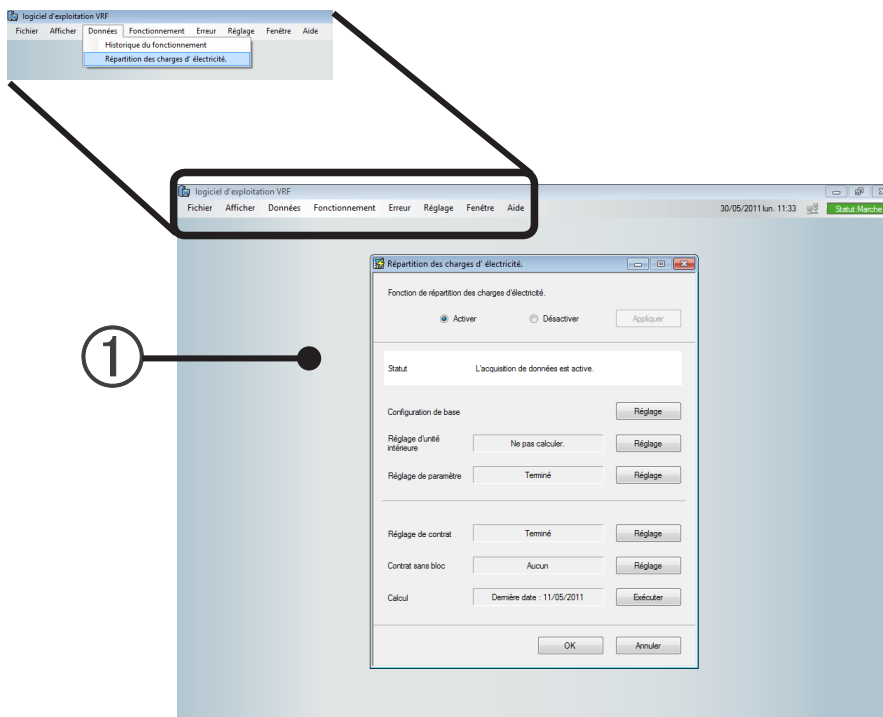 logiciel d'exploitation VRF
Fichier Afficher Données Fonctionnement Erreur Réglage Fenêtre Aide
Historique du fonctionnement
Répartition des charges d' électricité.
logiciel d'exploitation VRF
Fichier Afficher Données Fonctionnement Erreur Réglage Fenêtre Aide
30/05/2011 lun. 11:33 Statut:Marche
Répartition des charges d' électricité.
Fonction de répartition des charges d'électricité.
Activer Désactiver Appliquer
1
Statut L'acquisition de données est active.
Configuration de base Réglage
Réglage d'unité
intérieure Ne pas calculer. Réglage
Réglage de paramètre Terminé Réglage
Réglage de contrat Terminé Réglage
Contrat sans bloc Aucun Réglage
Calcul Dernière date : 11/05/2011 Exécuter
OK Annuler